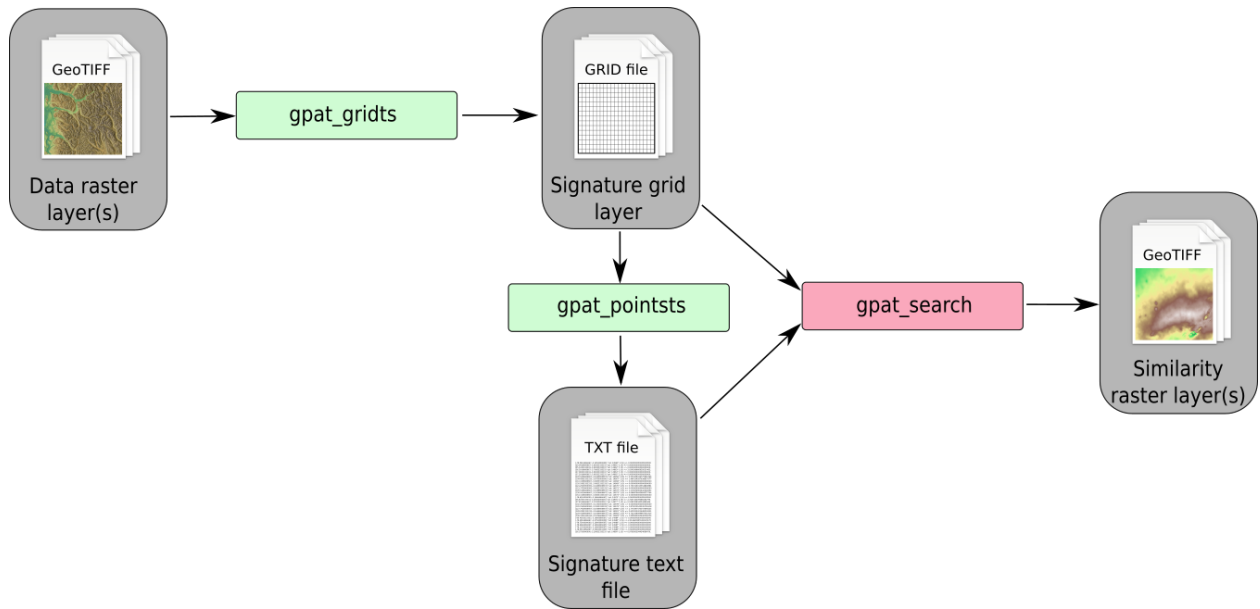 GeoTIFF
Data raster
layer(s)
gpat_gridts
GRID file
Signature grid
layer
gpat_pointsts
TXT file
Signature text
file
gpat_search
GeoTIFF
Similarity
raster layer(s)